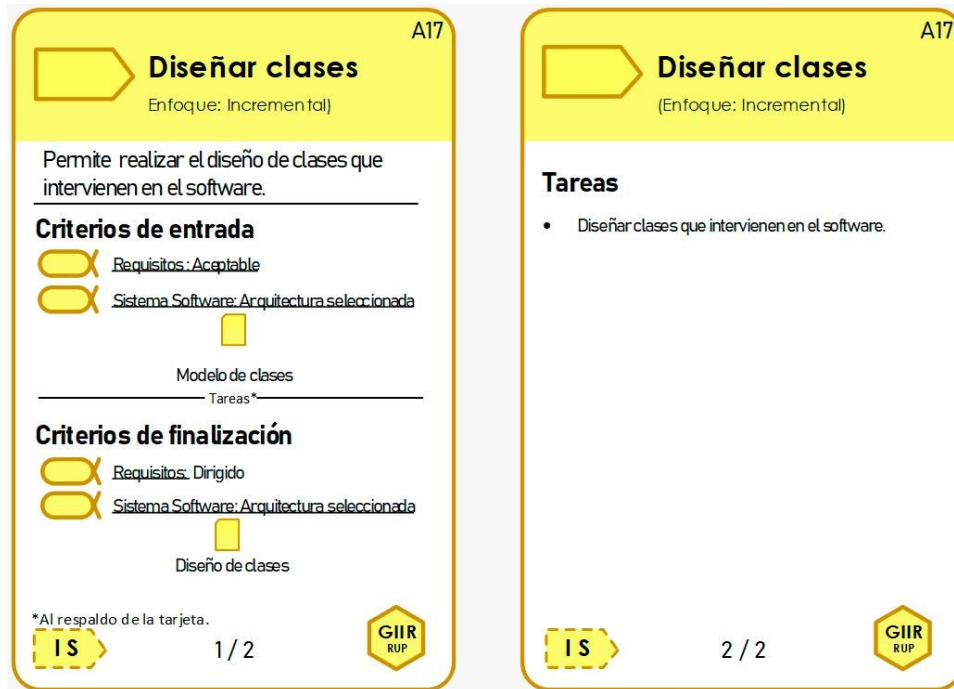 A17
Diseñar clases
Enfoque: Incremental)
Permite realizar el diseño de clases que
intervienen en el software.
Criterios de entrada
Requisitos: Aceptable
Sistema Software: Arquitectura seleccionada
Modelo de clases
Tareas*
Criterios de finalización
Requisitos: Dirigido
Sistema Software: Arquitectura seleccionada
Diseño de clases
*Al respaldo de la tarjeta.
IS
1 / 2
GIIR
RUP
A17
Diseñar clases
(Enfoque: Incremental)
Tareas
• Diseñar clases que intervienen en el software.
IS
2 / 2
GIIR
RUP